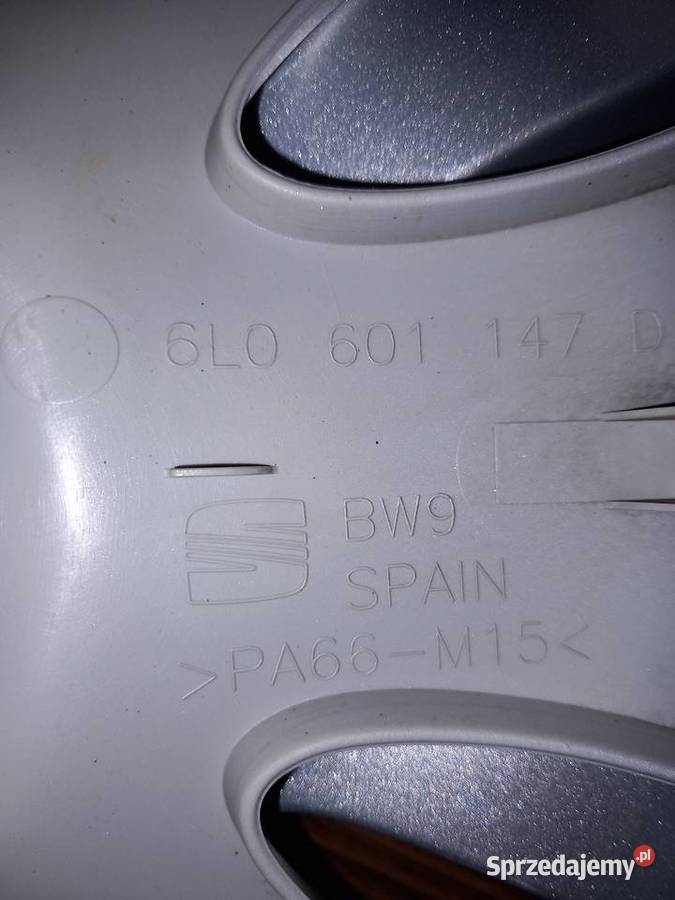 6L0 601 147 D
BW9
SPAIN
>PA66-M15<
Sprzedajemy.pl